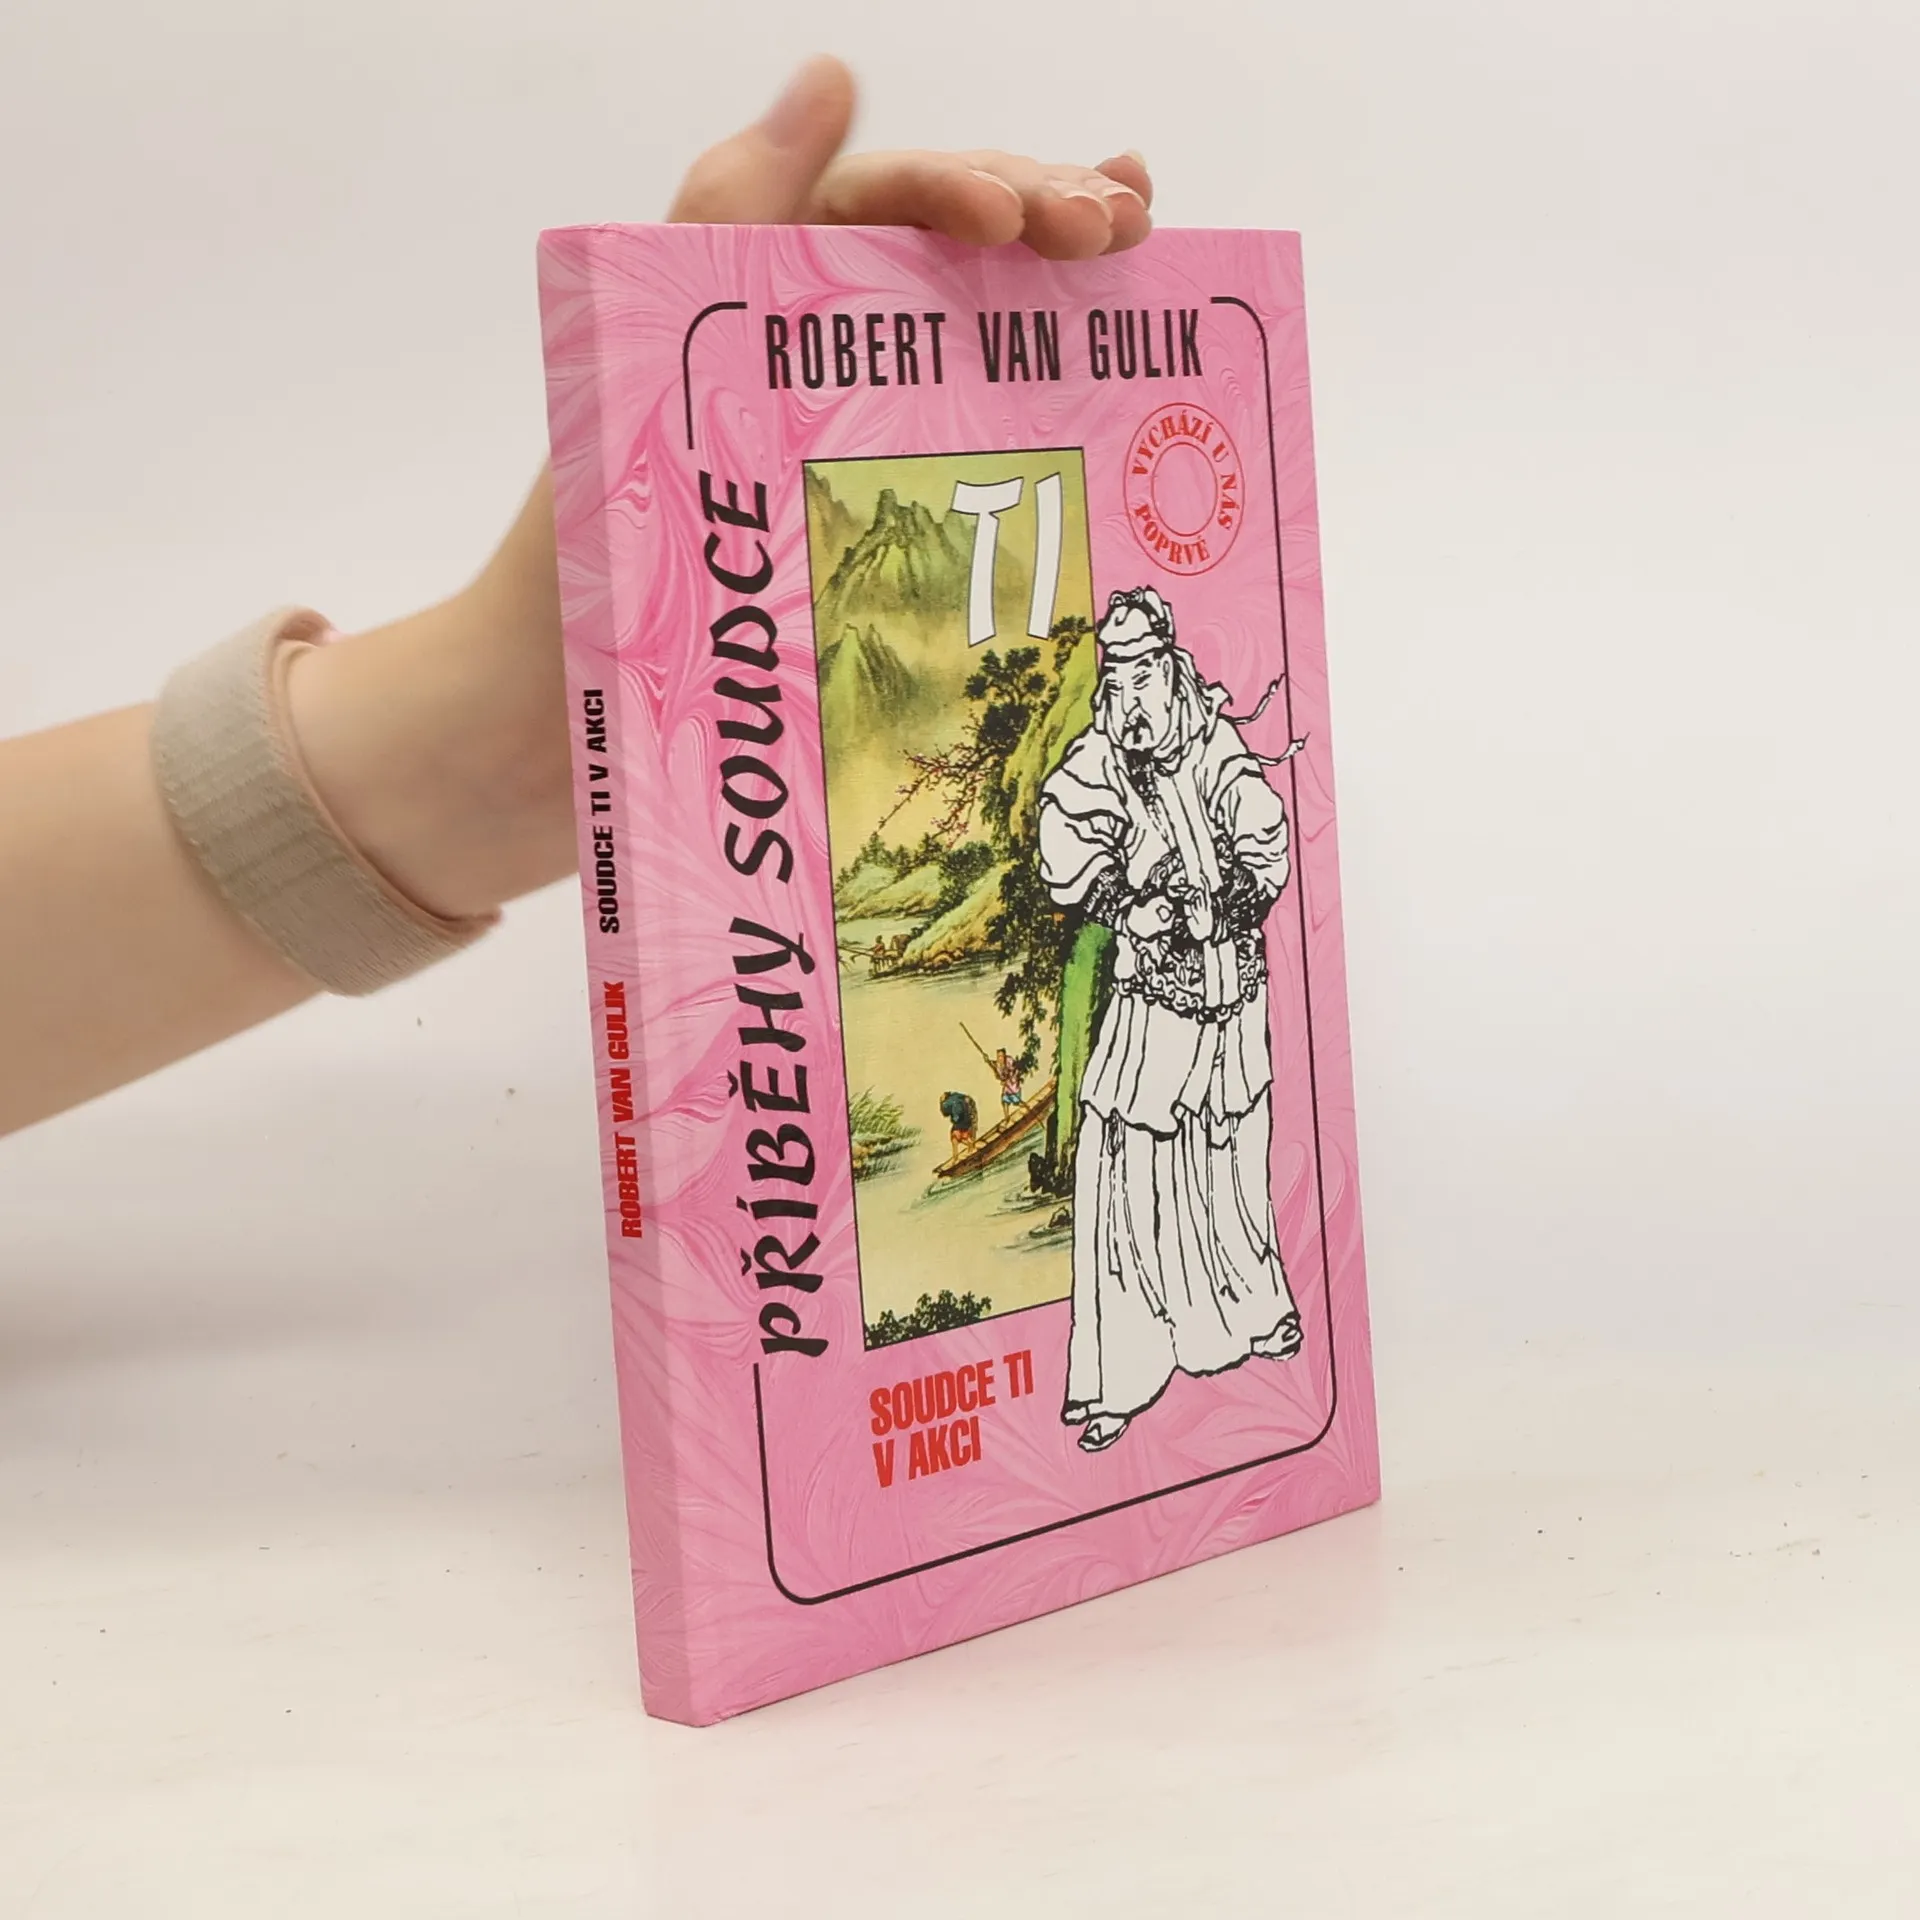 ROBERT VAN GULIK
VYCHÁZÍ U NÁS
POPRVÉ
PŘÍBĚHY SOUDCE
TI
SOUDCE TI
V AKCI
ROBERT VAN GULIK SOUDCE TI V AKCI